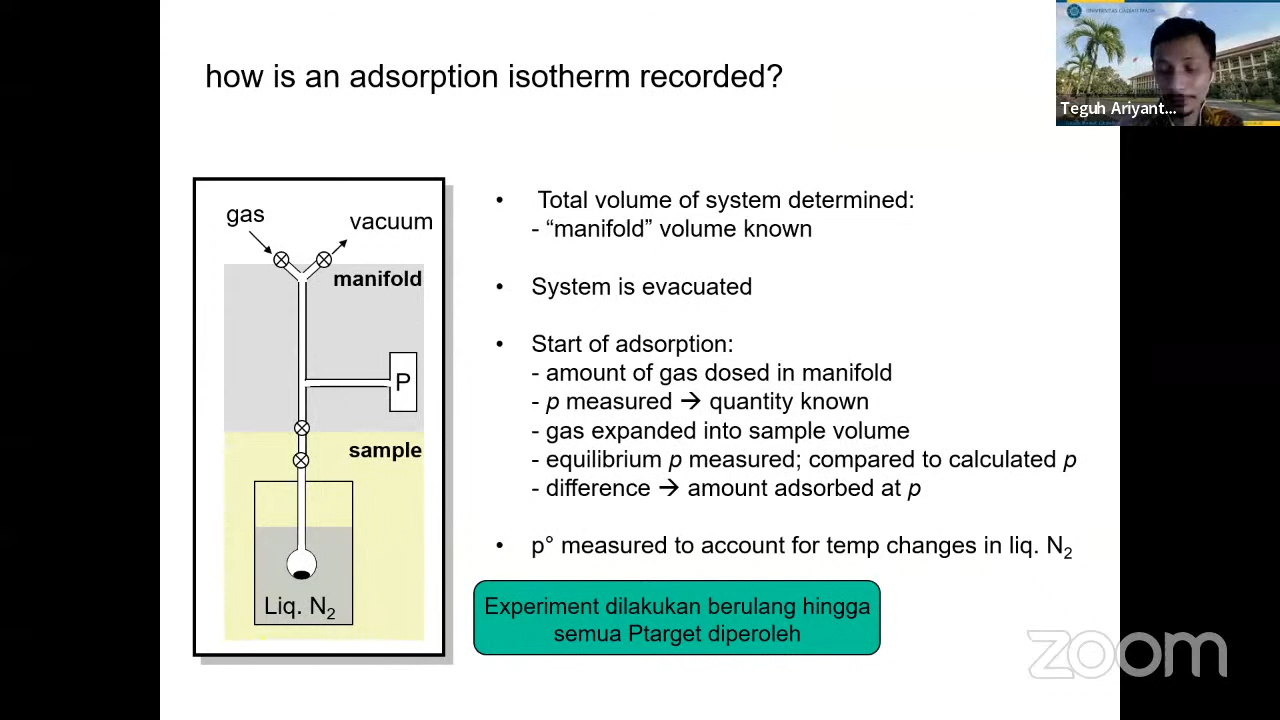 how is an adsorption isotherm recorded?
UNIVERSITAS GADJAH MADA
Teguh Ariyant...
gas
vacuum
manifold
P
sample
Liq. N₂
• Total volume of system determined:
- “manifold” volume known
• System is evacuated
• Start of adsorption:
- amount of gas dosed in manifold
- p measured → quantity known
- gas expanded into sample volume
- equilibrium p measured; compared to calculated p
- difference → amount adsorbed at p
• p° measured to account for temp changes in liq. N₂
Experiment dilakukan berulang hingga
semua Ptarget diperoleh
zoom